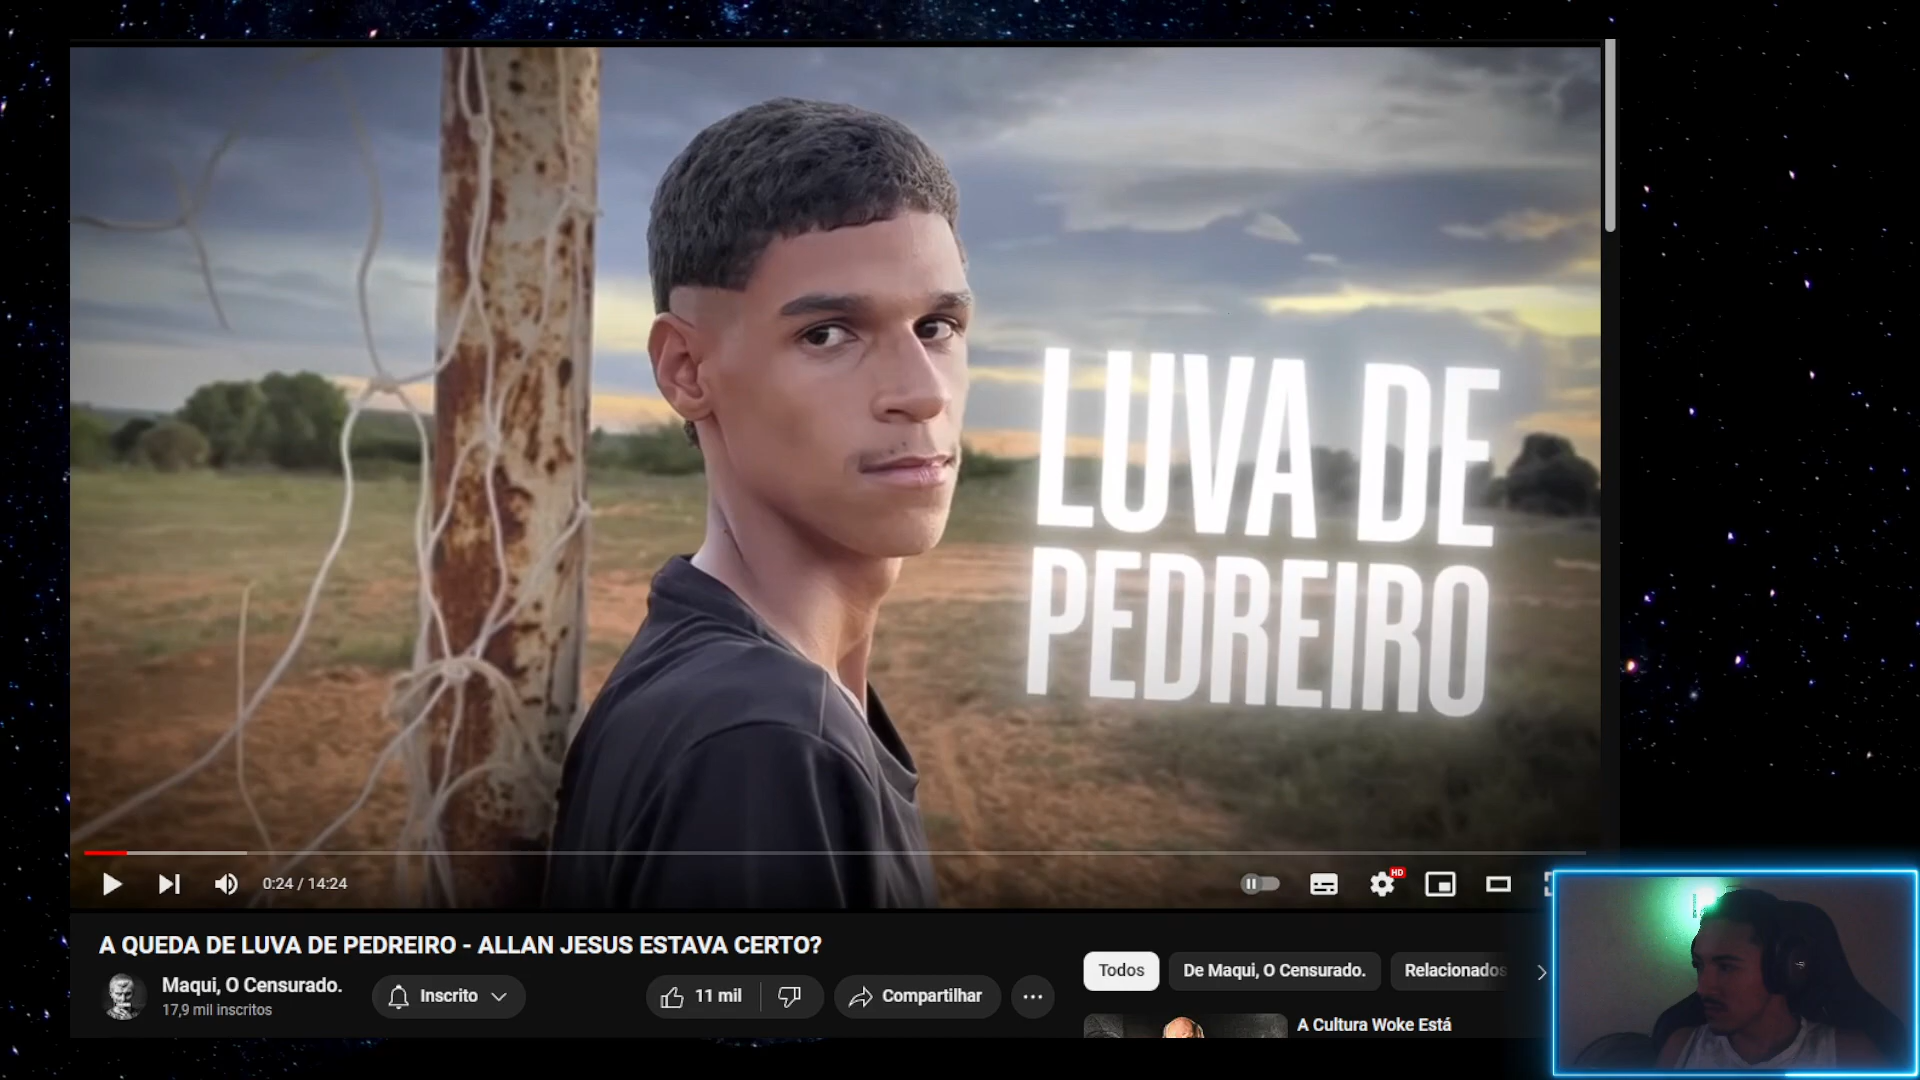 LUVA DE
PEDREIRO
0:24 / 14:24
HD
A QUEDA DE LUVA DE PEDREIRO - ALLAN JESUS ESTAVA CERTO?
Maqui, O Censurado.
17,9 mil inscritos
Inscrito
11 mil
Compartilhar
Todos
De Maqui, O Censurado.
Relacionados
A Cultura Woke Está